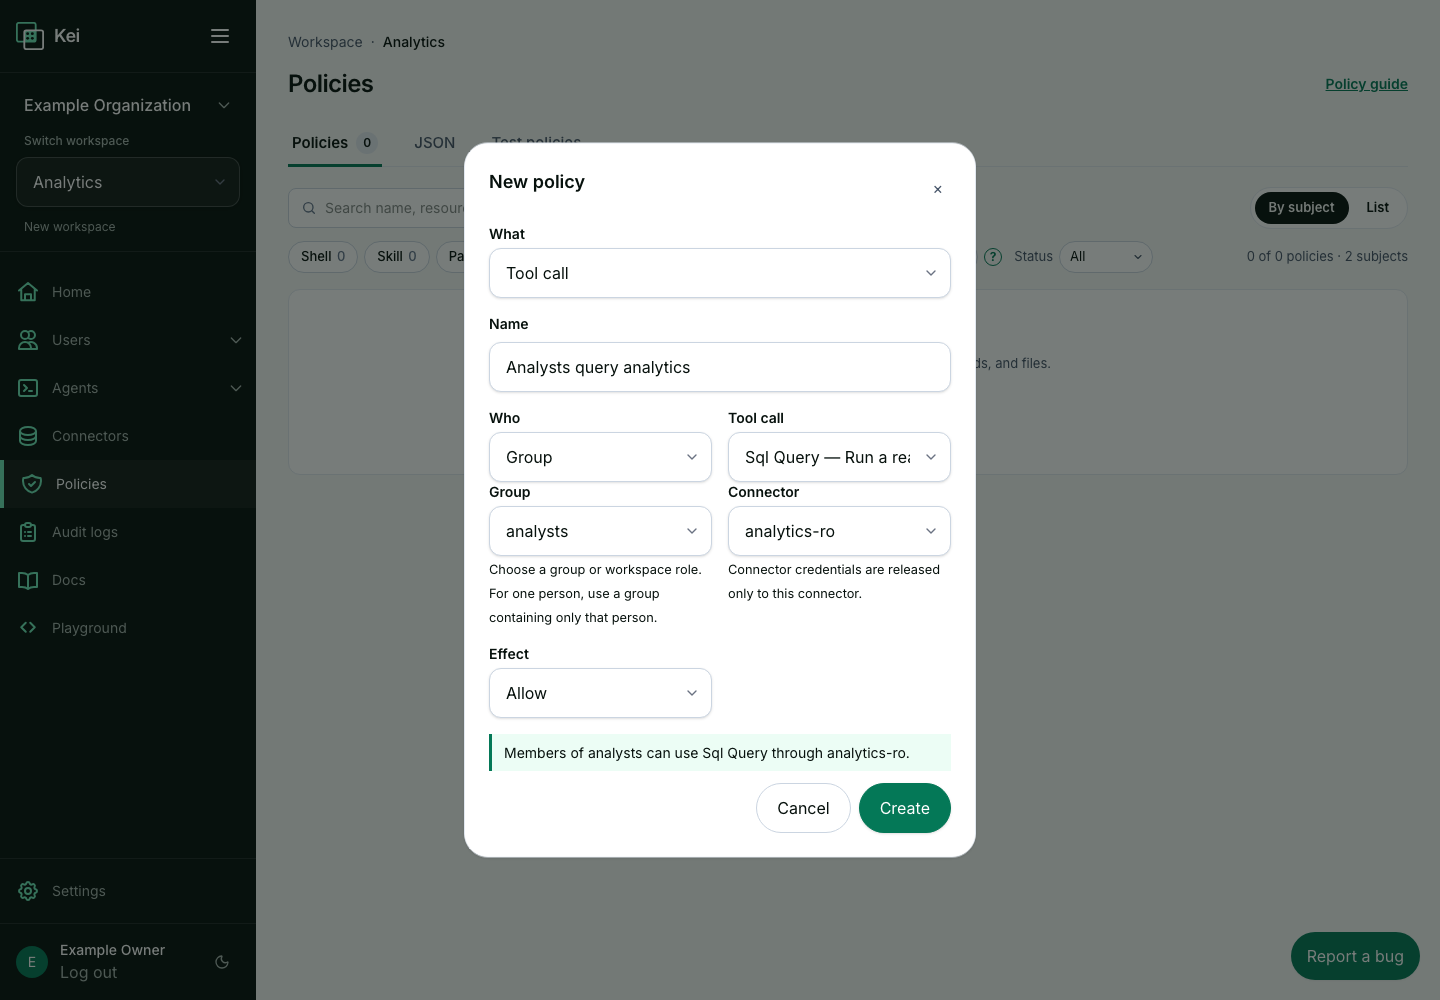 Kei
Example Organization
Switch workspace
Analytics
New workspace
Home
Users
Agents
Connectors
Policies
Audit logs
Docs
Playground
Settings
E
Example Owner
Log out
Workspace · Analytics
Policies
Policy guide
Policies 0
JSON
Test policies
Search name, resour
By subject
List
Shell 0
Skill 0
Pa
?
Status
All
0 of 0 policies · 2 subjects
ds, and files.
New policy
×
What
Tool call
Name
Analysts query analytics
Who
Group
Tool call
Sql Query — Run a rea
Group
analysts
Choose a group or workspace role.
For one person, use a group
containing only that person.
Connector
analytics-ro
Connector credentials are released
only to this connector.
Effect
Allow
Members of analysts can use Sql Query through analytics-ro.
Cancel
Create
Report a bug